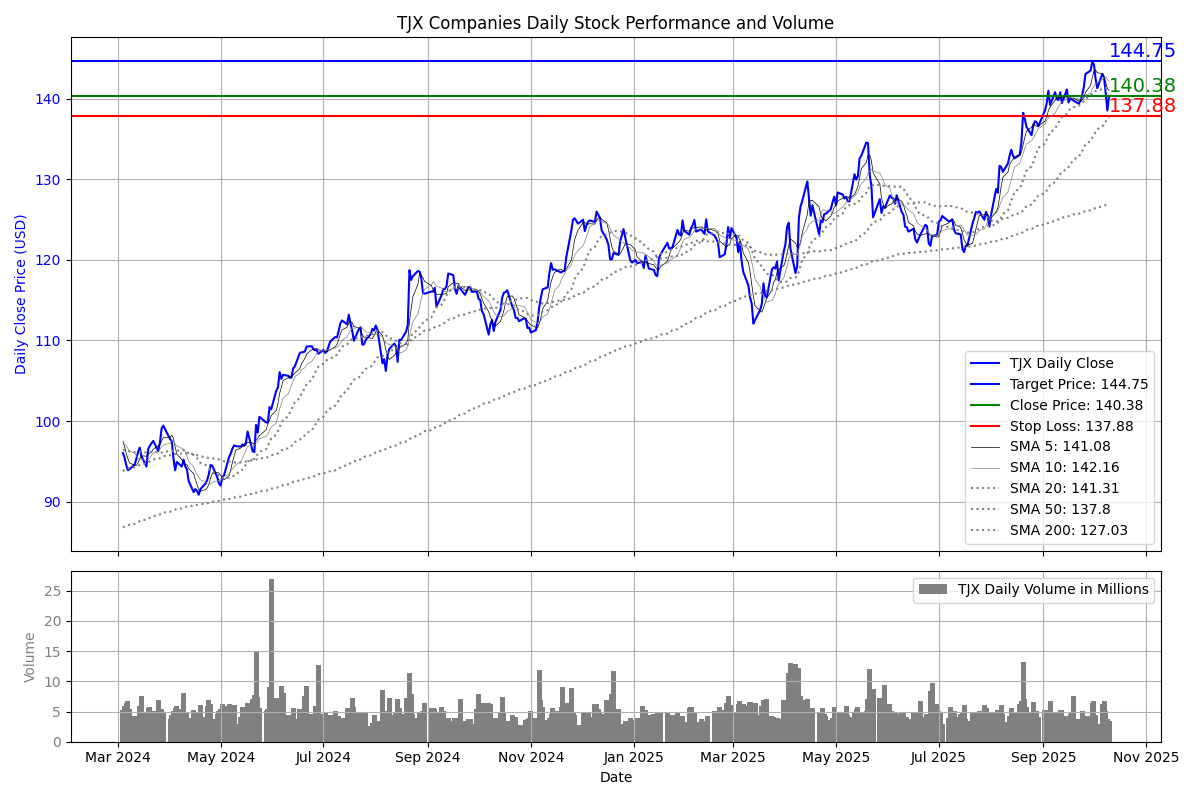 TJX Companies Daily Stock Performance and Volume
144.75
140.38
137.88
140
130
120
110
100
90
Daily Close Price (USD)
TJX Daily Close
Target Price: 144.75
Close Price: 140.38
Stop Loss: 137.88
SMA 5: 141.08
SMA 10: 142.16
SMA 20: 141.31
SMA 50: 137.8
SMA 200: 127.03
TJX Daily Volume in Millions
25
20
15
10
5
0
Volume
Mar 2024 May 2024 Jul 2024 Sep 2024 Nov 2024 Jan 2025 Mar 2025 May 2025 Jul 2025 Sep 2025 Nov 2025
Date